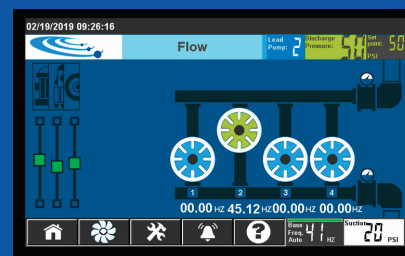 02/19/2019 09:26:16
Flow
Lead Pump: 2
Discharge Pressure: PSI
Set point: 50
1 2 3 4
00.00 HZ 45.12 HZ 00.00 HZ 00.00 HZ
?
Base Freq. Auto 41 HZ
Suction 20 PSI